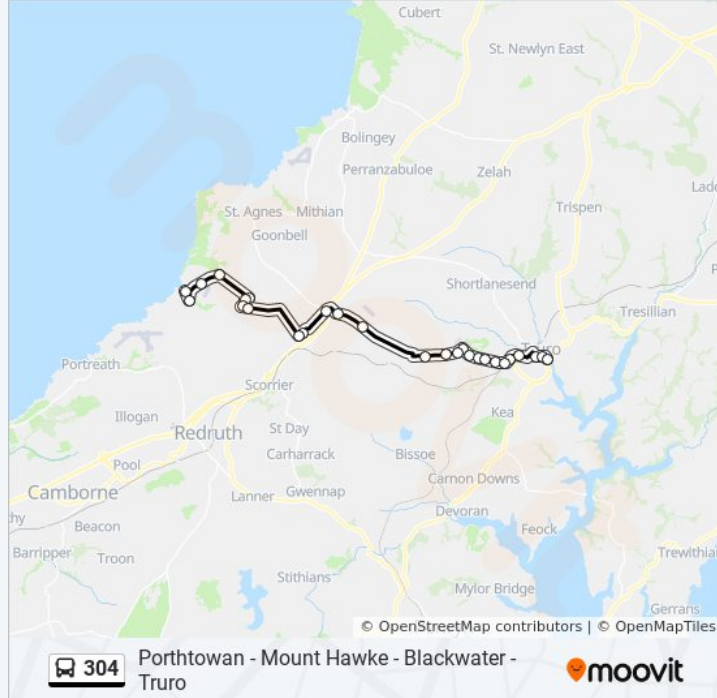 Cubert
St. Newlyn East
Bolingey
Perranzabuloe
Zelah
Trispen
St. Agnes
Mithian
Goonbell
Shortlanesend
Tresillian
Truro
Portreath
Scorrier
Illogan
Redruth
St Day
Kea
Pool
Carharrack
Bissoe
Camborne
Lanner
Gwennap
Carnon Downs
Devoran
Beacon
Feock
Barripper
Troon
Trewithian
Stithians
Mylor Bridge
Gerrans
© OpenStreetMap contributors | © OpenMapTiles
304
Porthtowan - Mount Hawke - Blackwater -
Truro
moovit